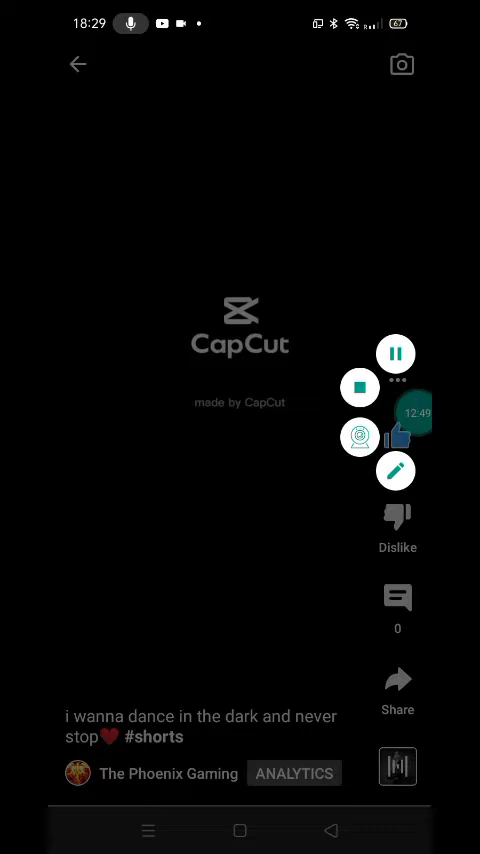 18:29
R
67
CapCut
made by CapCut
12:49
Dislike
0
Share
i wanna dance in the dark and never
stop❤️ #shorts
The Phoenix Gaming ANALYTICS